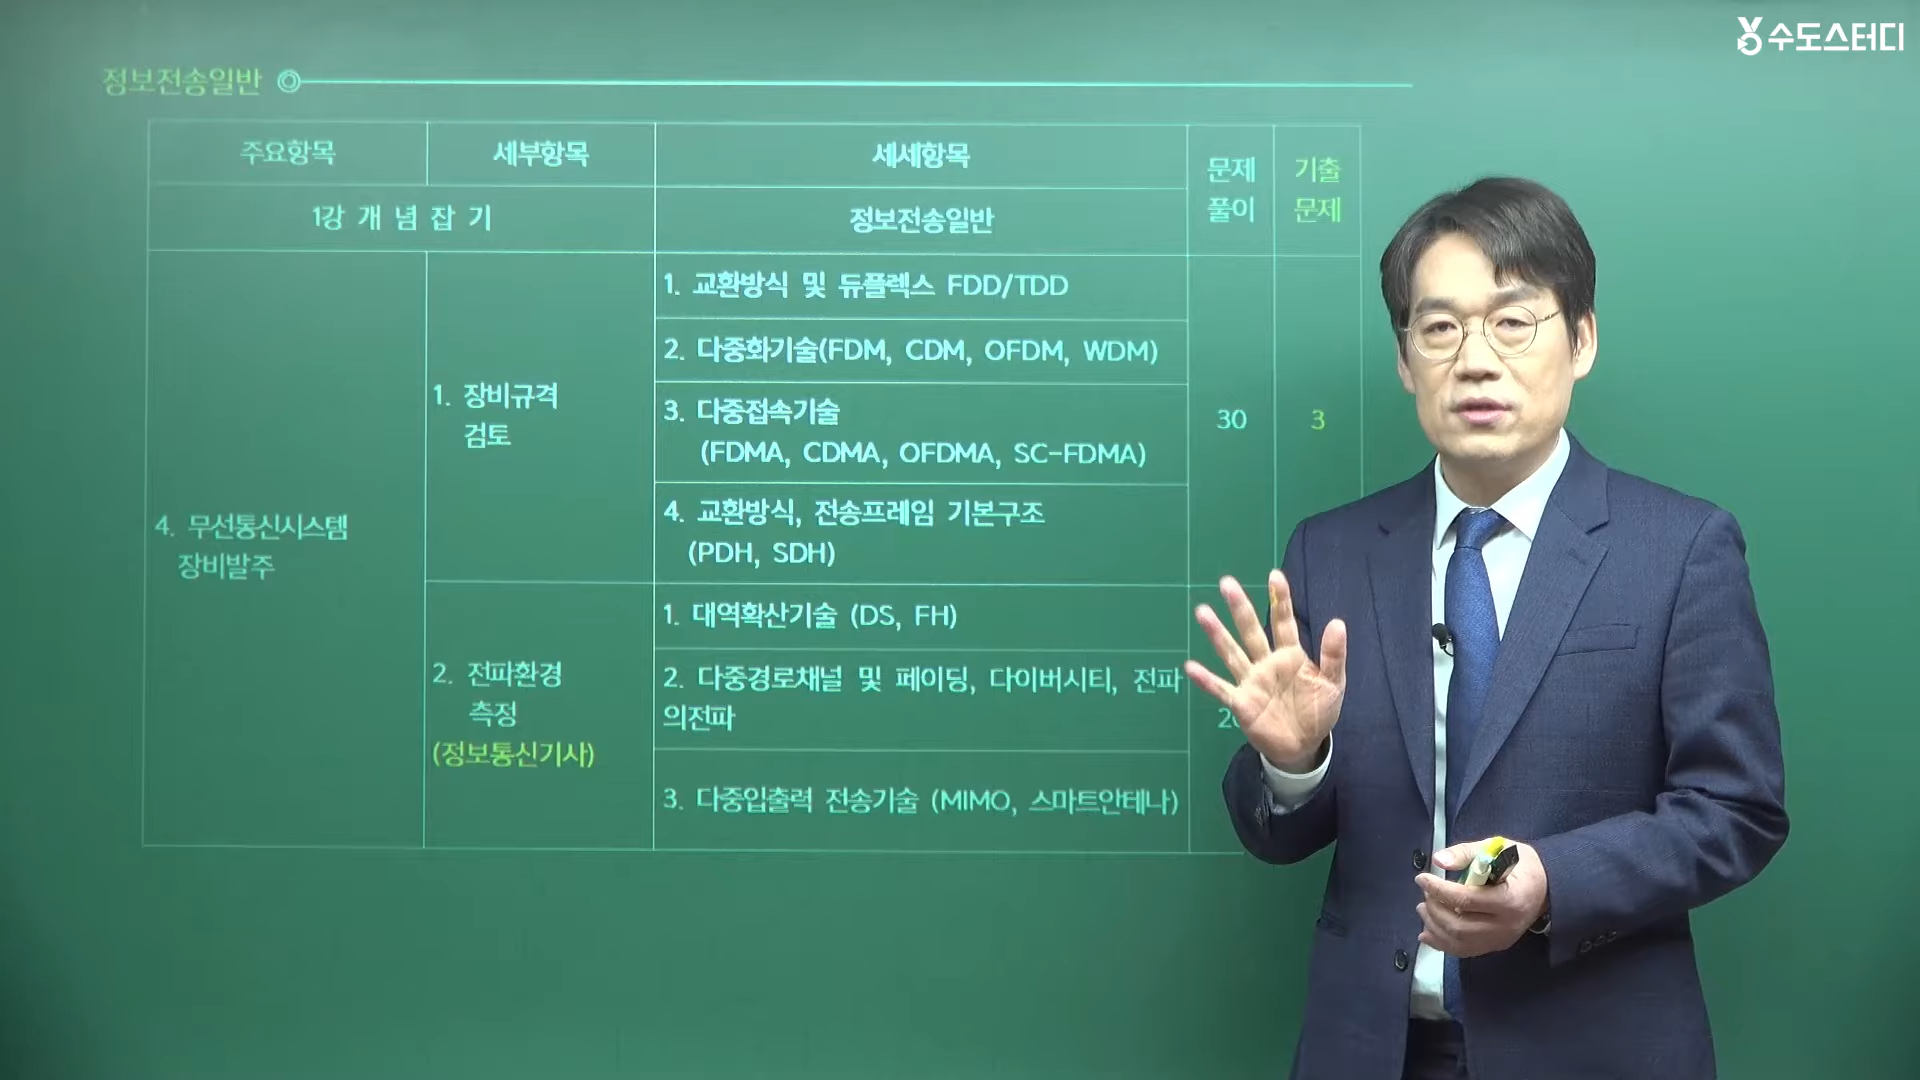 수도스터디
정보전송일반
주요항목
세부항목
세세항목
문제
풀이
기출
문제
1강 개 념 잡 기
정보전송일반
4. 무선통신시스템
장비발주
1. 장비규격
검토
1. 교환방식 및 듀플렉스 FDD/TDD
2. 다중화기술(FDM, CDM, OFDM, WDM)
3. 다중접속기술
(FDMA, CDMA, OFDMA, SC-FDMA)
4. 교환방식, 전송프레임 기본구조
(PDH, SDH)
30
3
2. 전파환경
측정
(정보통신기사)
1. 대역확산기술 (DS, FH)
2. 다중경로채널 및 페이딩, 다이버시티, 전파
의전파
3. 다중입출력 전송기술 (MIMO, 스마트안테나)